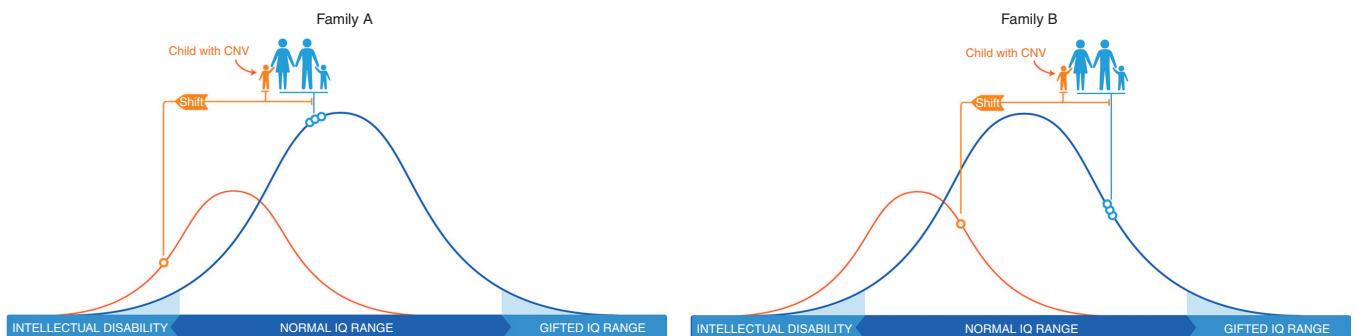 Family A
Child with CNV
Shift
INTELLECTUAL DISABILITY
NORMAL IQ RANGE
GIFTED IQ RANGE
Family B
Child with CNV
Shift
INTELLECTUAL DISABILITY
NORMAL IQ RANGE
GIFTED IQ RANGE